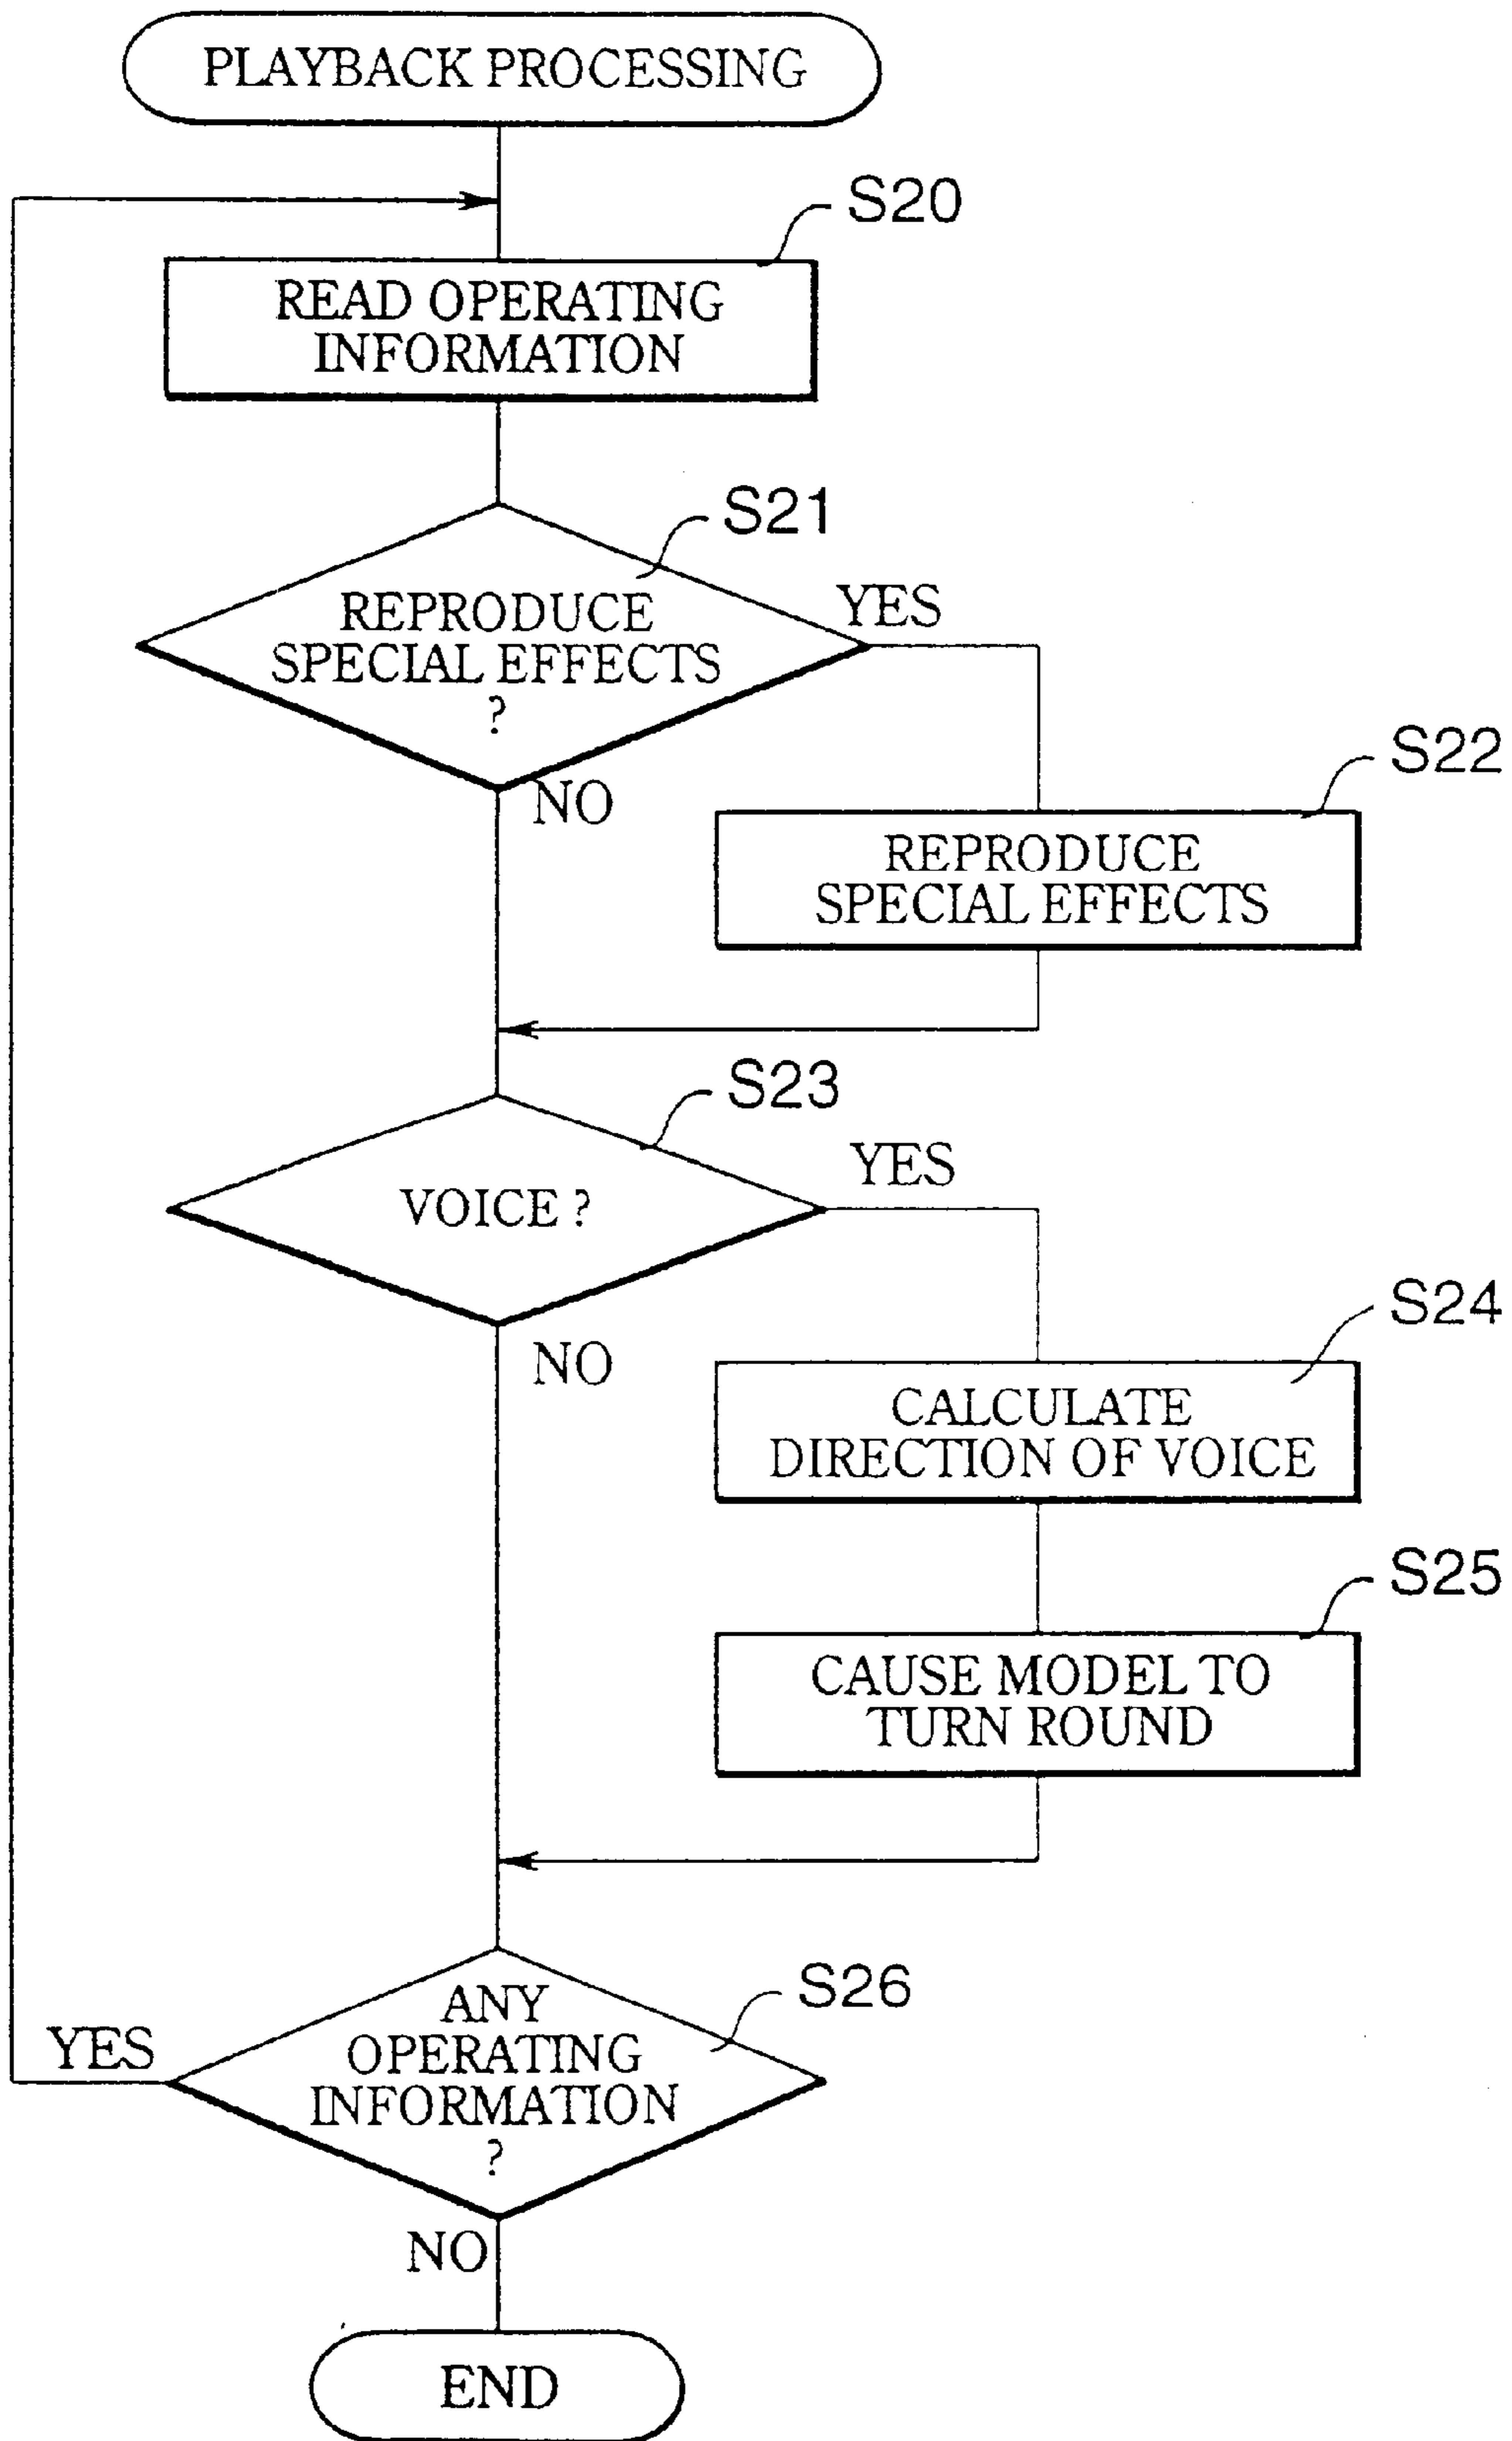 PLAYBACK PROCESSING
S20
READ OPERATING
INFORMATION
S21
REPRODUCE
SPECIAL EFFECTS
?
YES
NO
S22
REPRODUCE
SPECIAL EFFECTS
S23
VOICE ?
YES
NO
S24
CALCULATE
DIRECTION OF VOICE
S25
CAUSE MODEL TO
TURN ROUND
S26
ANY
OPERATING
INFORMATION
?
YES
NO
END